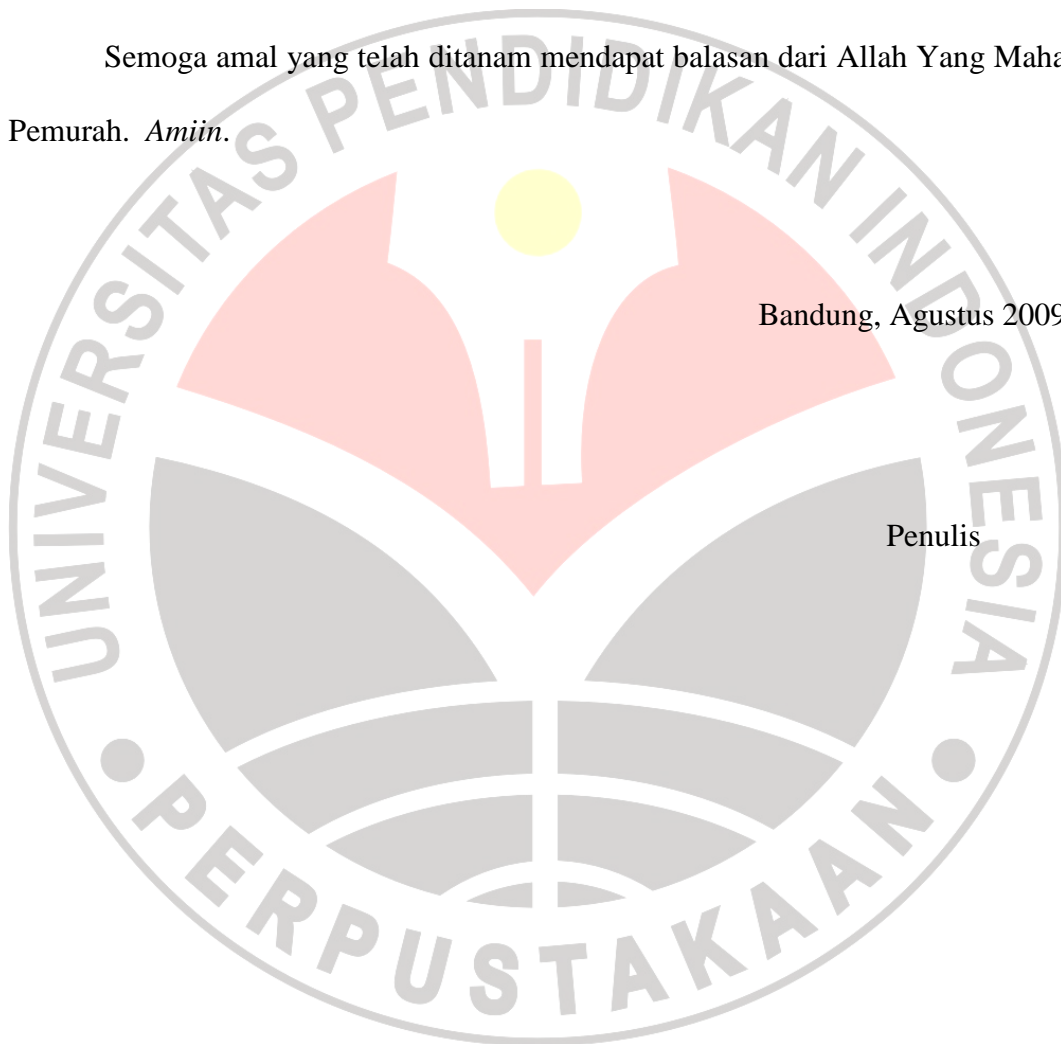 Semoga amal yang telah ditanam mendapat balasan dari Allah Yang Maha
Pemurah. Amiin.
Bandung, Agustus 2009
Penulis
UNIVERSITAS PENDIDIKAN INDONESIA
PERPUSTAKAAN